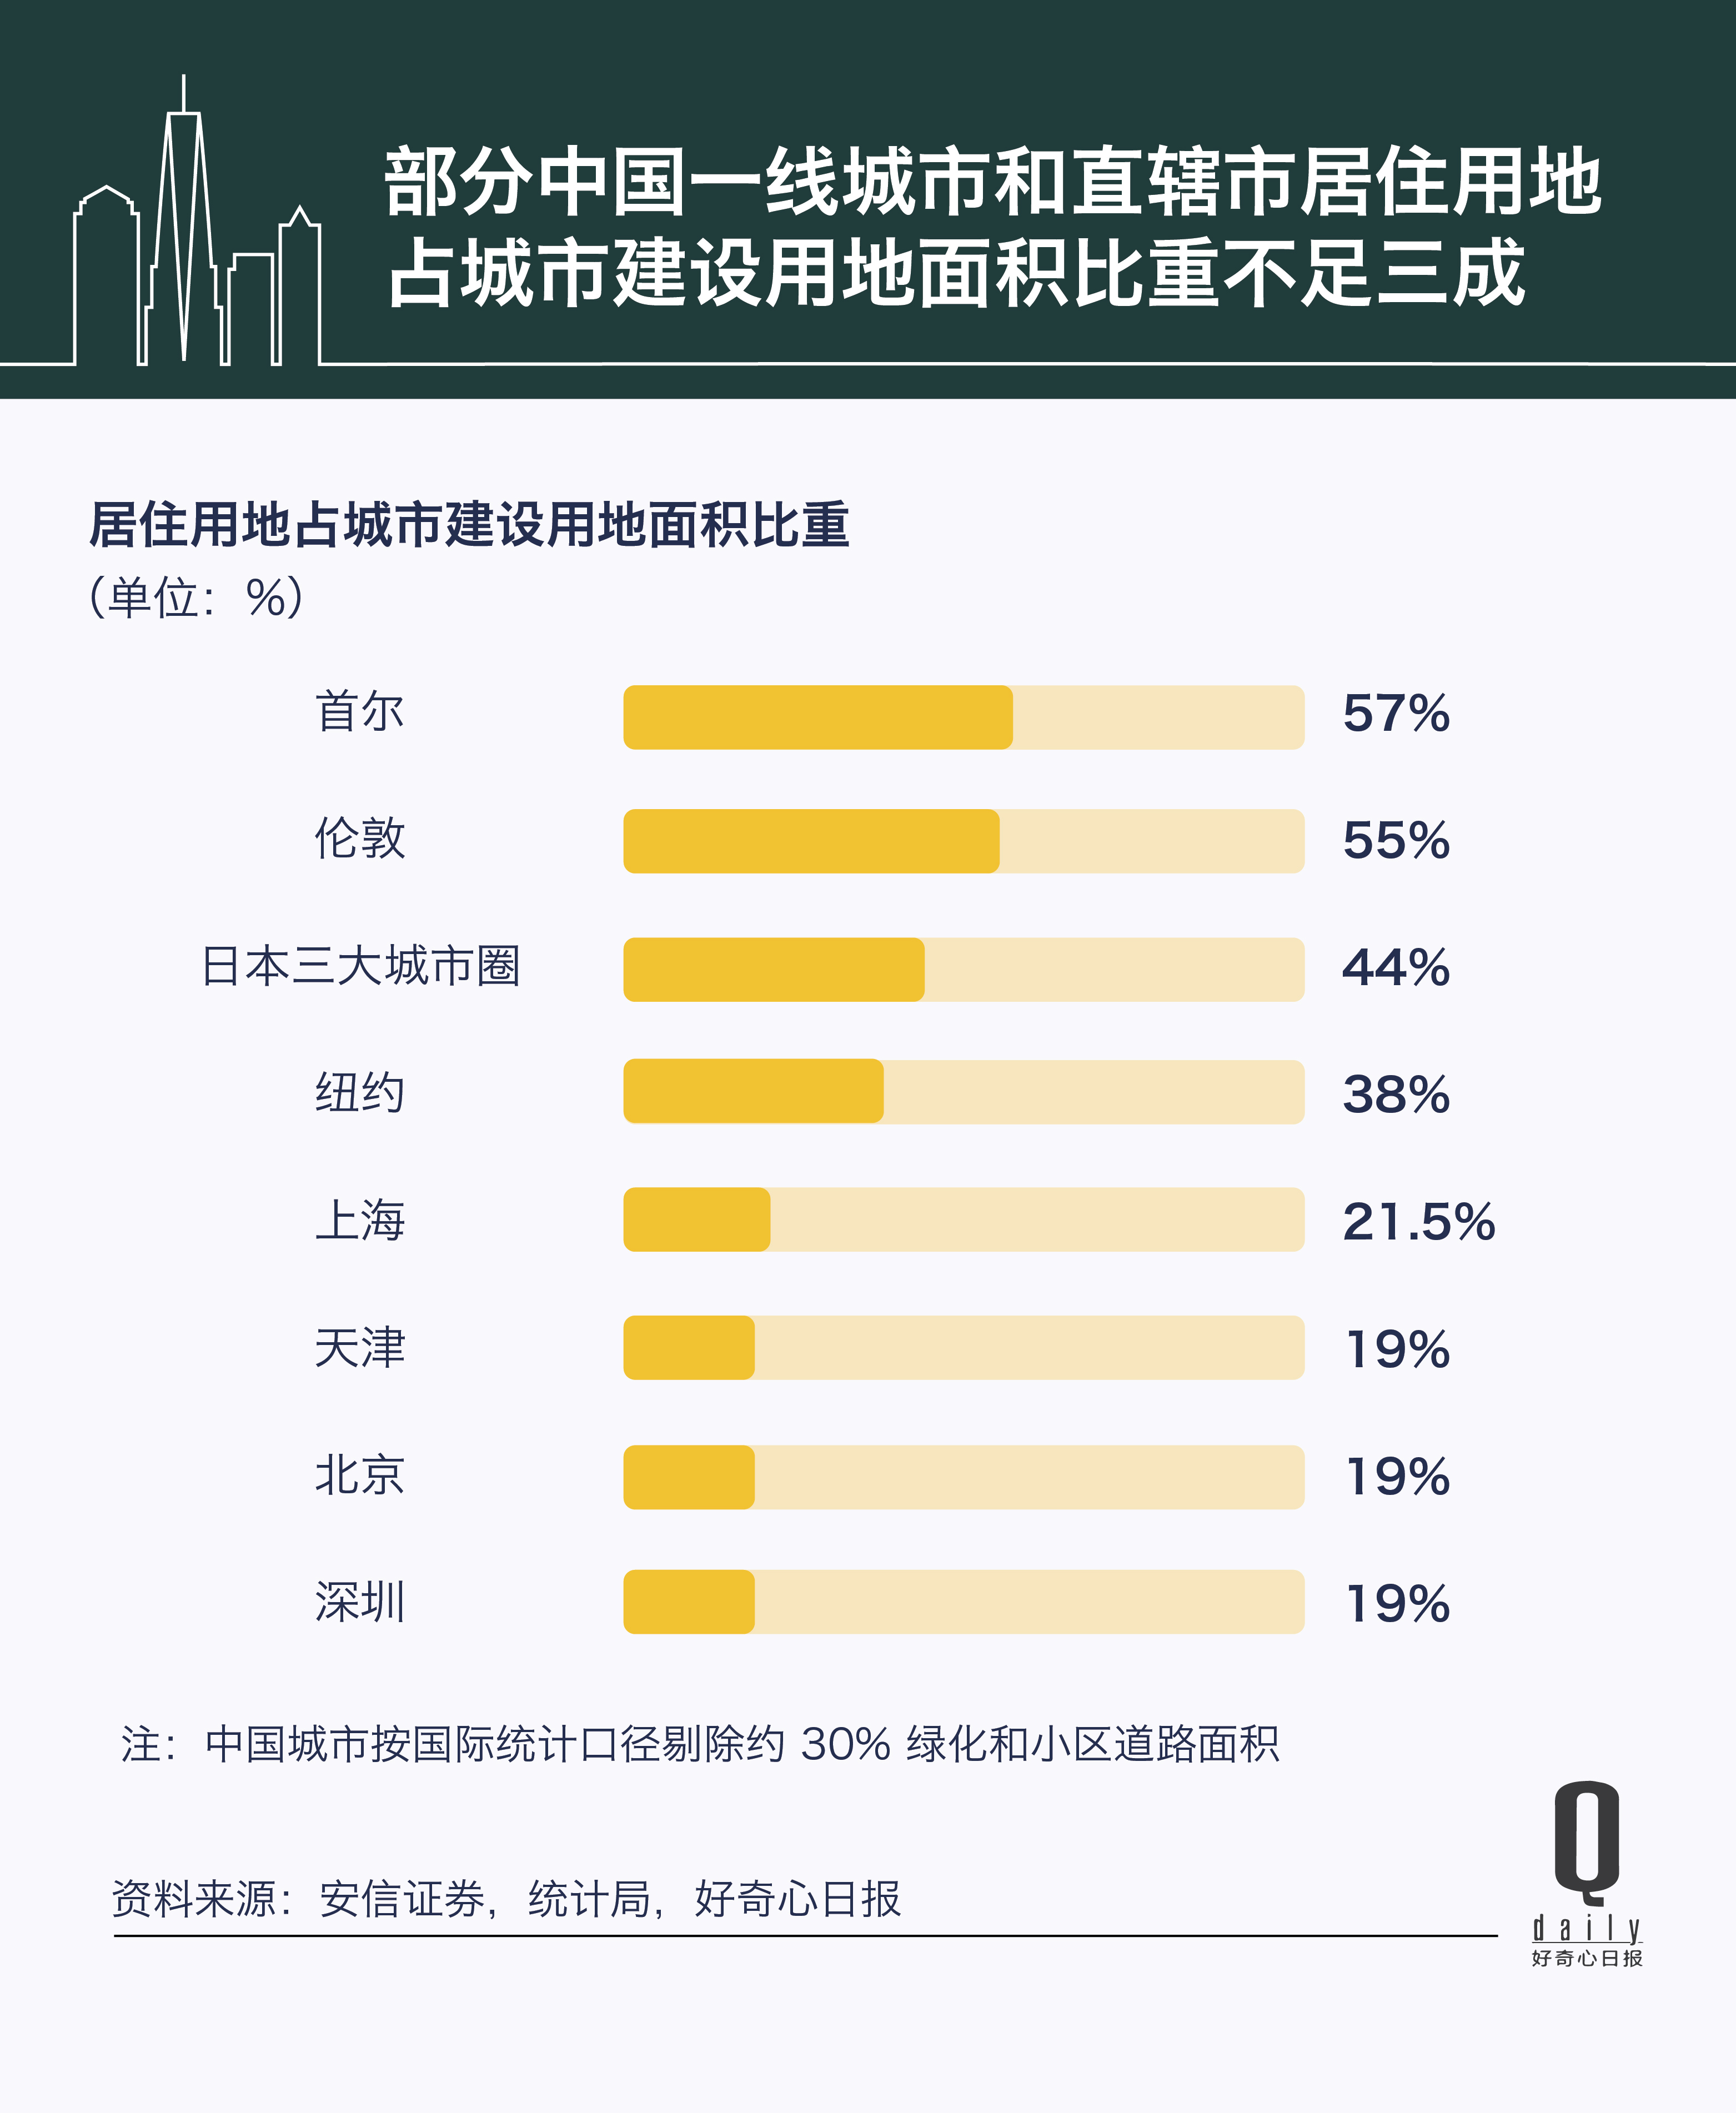 部分中国一线城市和直辖市居住用地
占城市建设用地面积比重不足三成
居住用地占城市建设用地面积比重
（单位：%）
首尔 57%
伦敦 55%
日本三大城市圈 44%
纽约 38%
上海 21.5%
天津 19%
北京 19%
深圳 19%
注：中国城市按国际统计口径剔除约 30% 绿化和小区道路面积
资料来源：安信证券，统计局，好奇心日报
Q
daily
好奇心日报